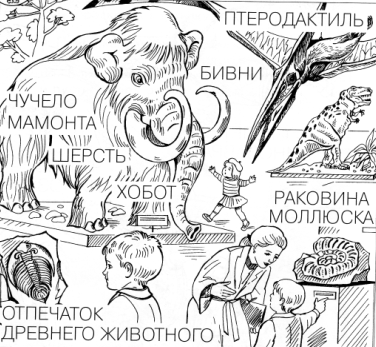 ПТЕРОДАКТИЛЬ
БИВНИ
ЧУЧЕЛО
МАМОНТА
ШЕРСТЬ
ХОБОТ
РАКОВИНА
МОЛЛЮСКА
ОТПЕЧАТОК
ДРЕВНЕГО ЖИВОТНОГО